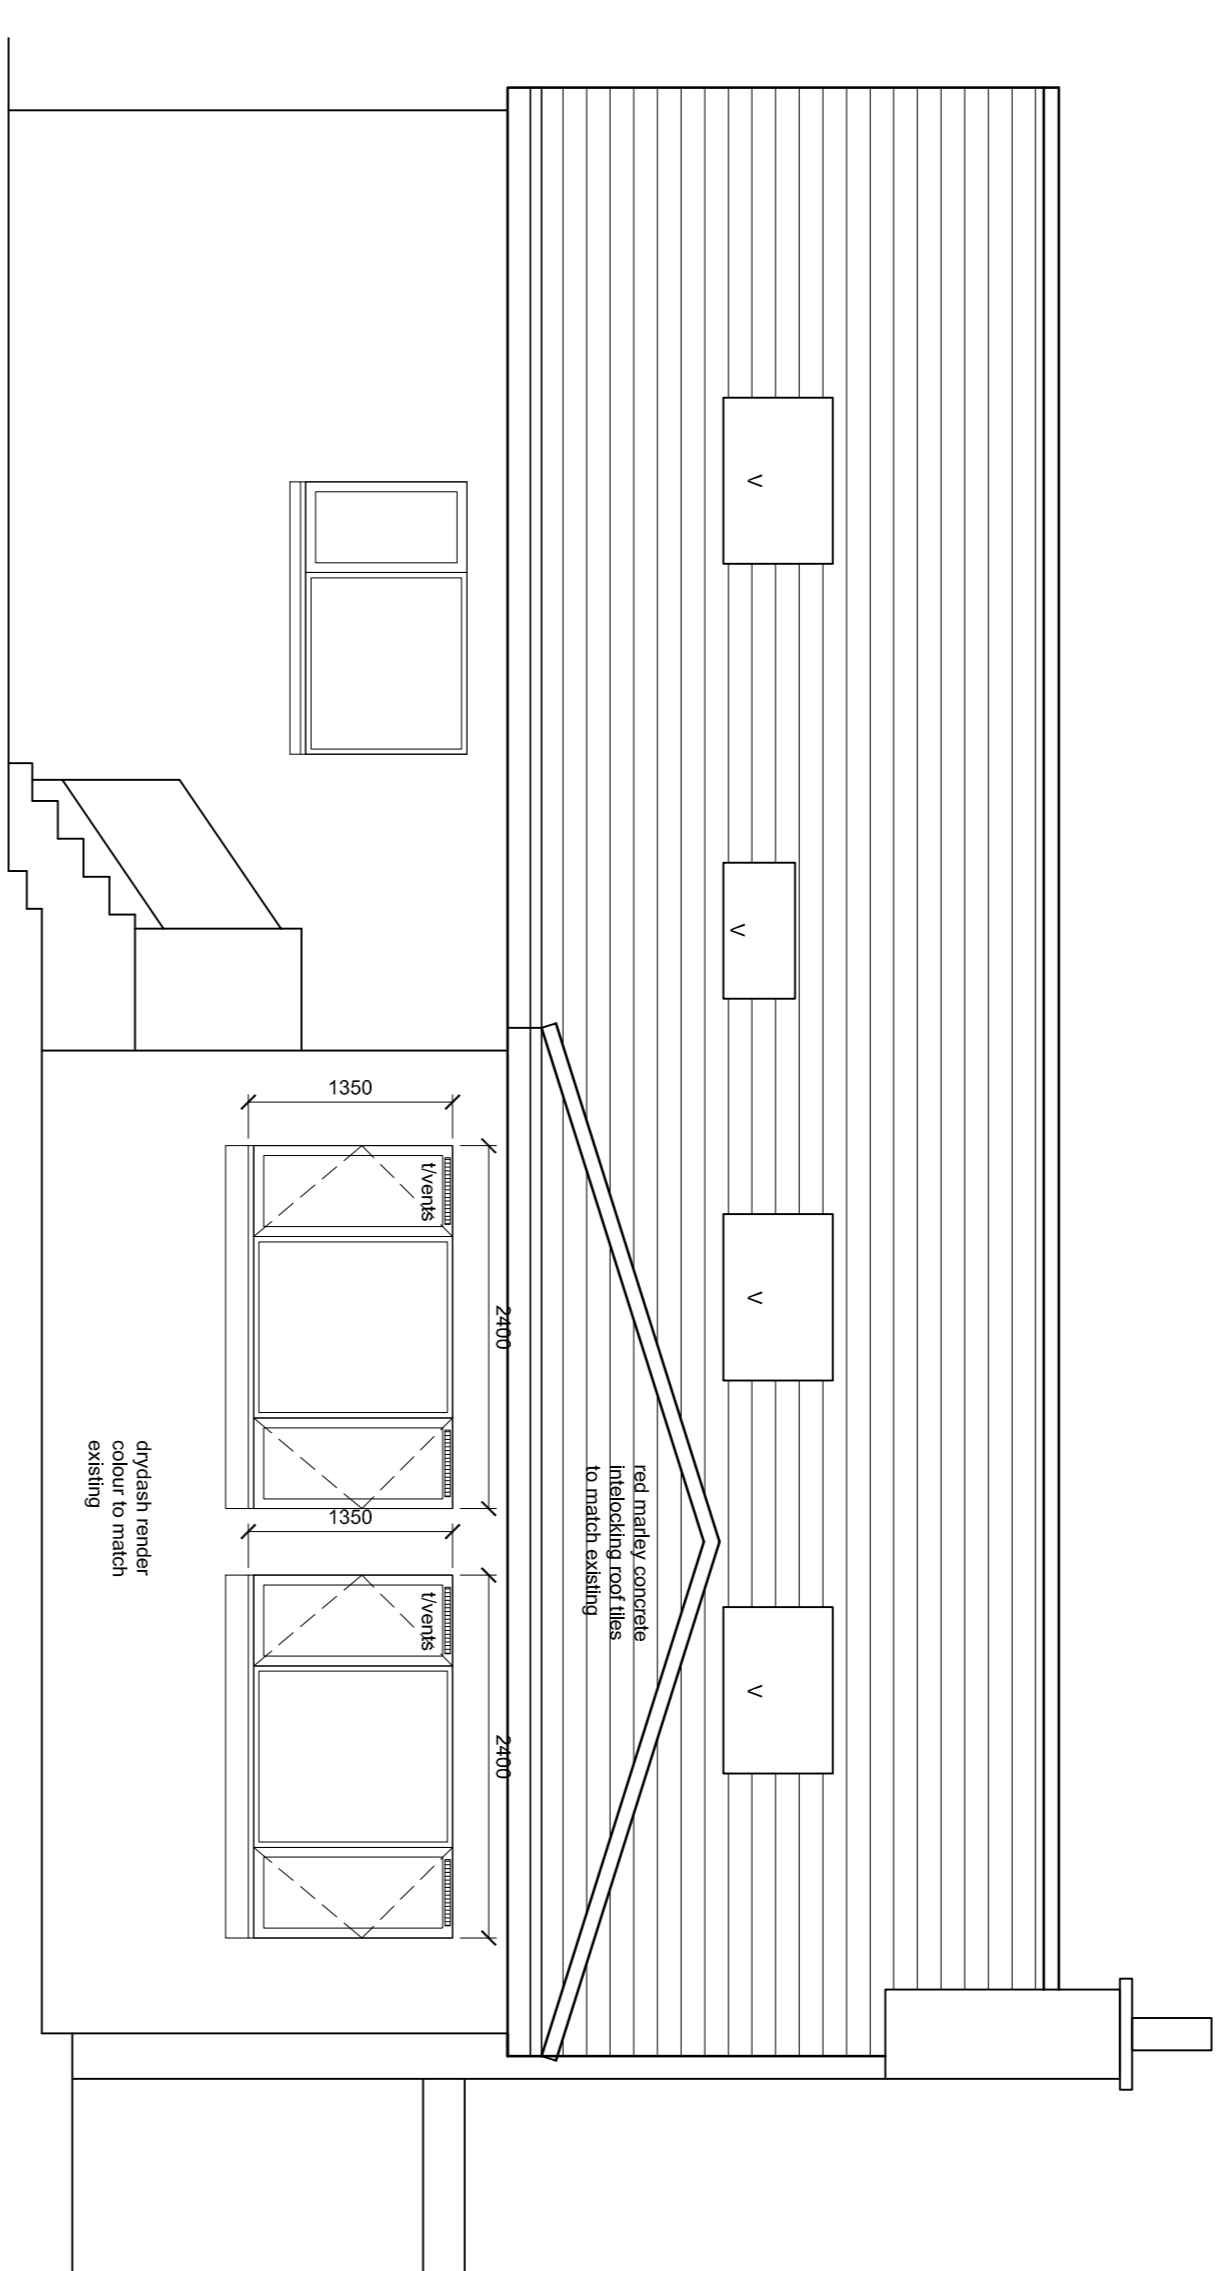 V
V
V
V
red marley concrete
intelocking roof tiles
to match existing
2400
2400
1350
1350
t/vents
t/vents
drydash render
colour to match
existing